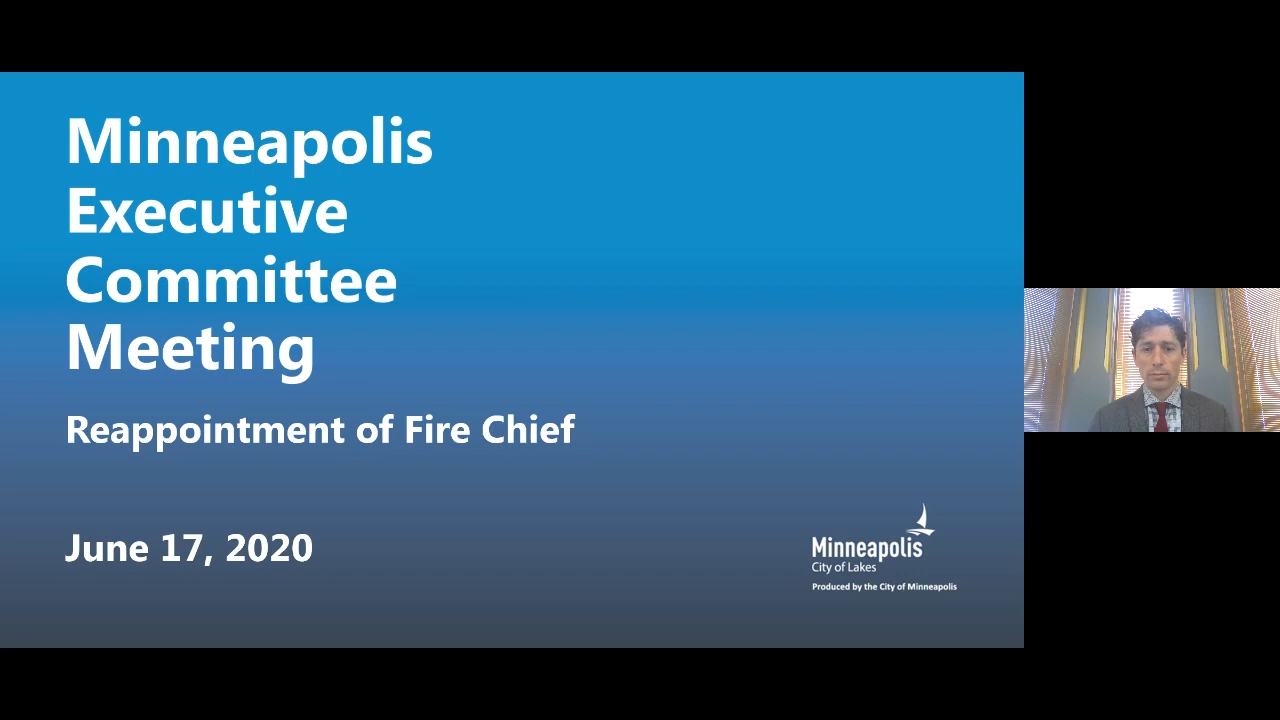 Minneapolis
Executive
Committee
Meeting
Reappointment of Fire Chief
June 17, 2020
Minneapolis
City of Lakes
Produced by the City of Minneapolis